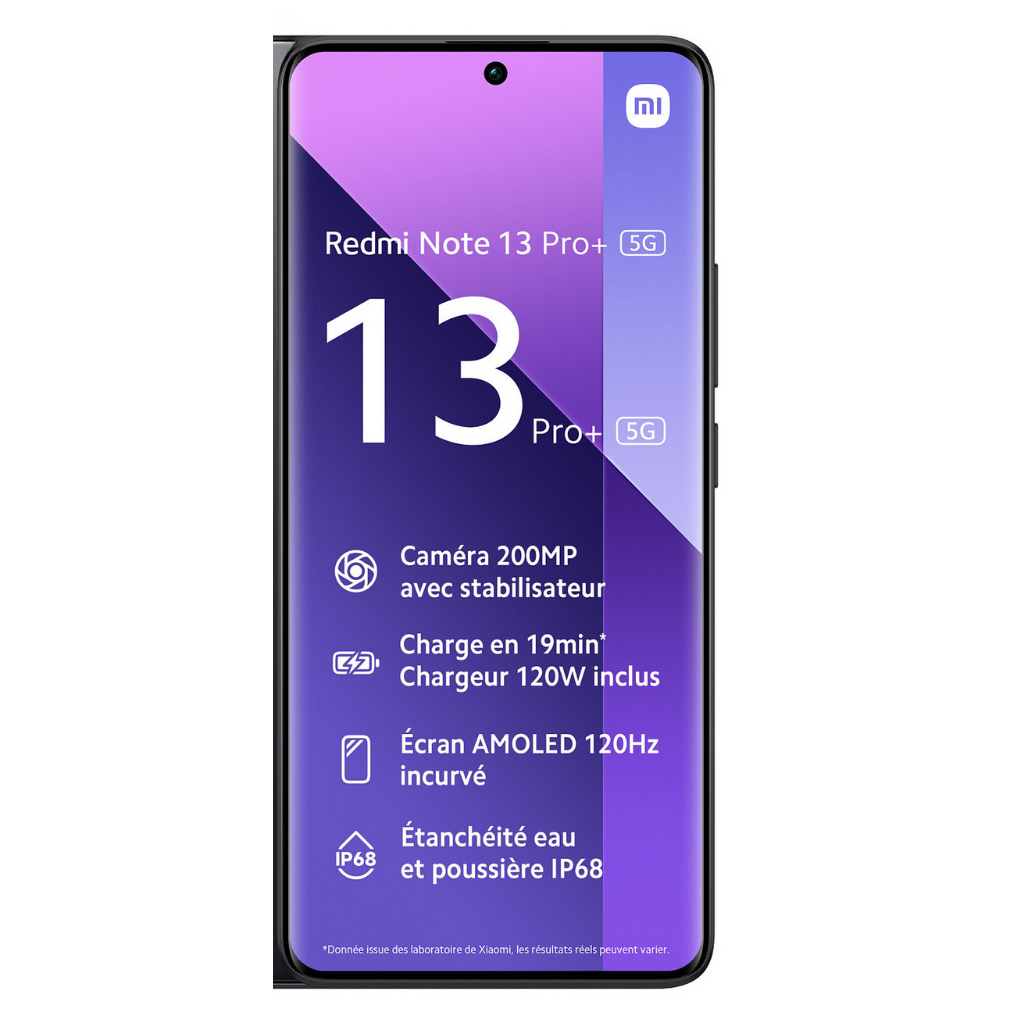 mi
Redmi Note 13 Pro+ 5G
13 Pro+ 5G
Caméra 200MP
avec stabilisateur
Charge en 19min*
Chargeur 120W inclus
Écran AMOLED 120Hz
incurvé
IP68
Étanchéité eau
et poussière IP68
*Donnée issue des laboratoire de Xiaomi, les résultats réels peuvent varier.